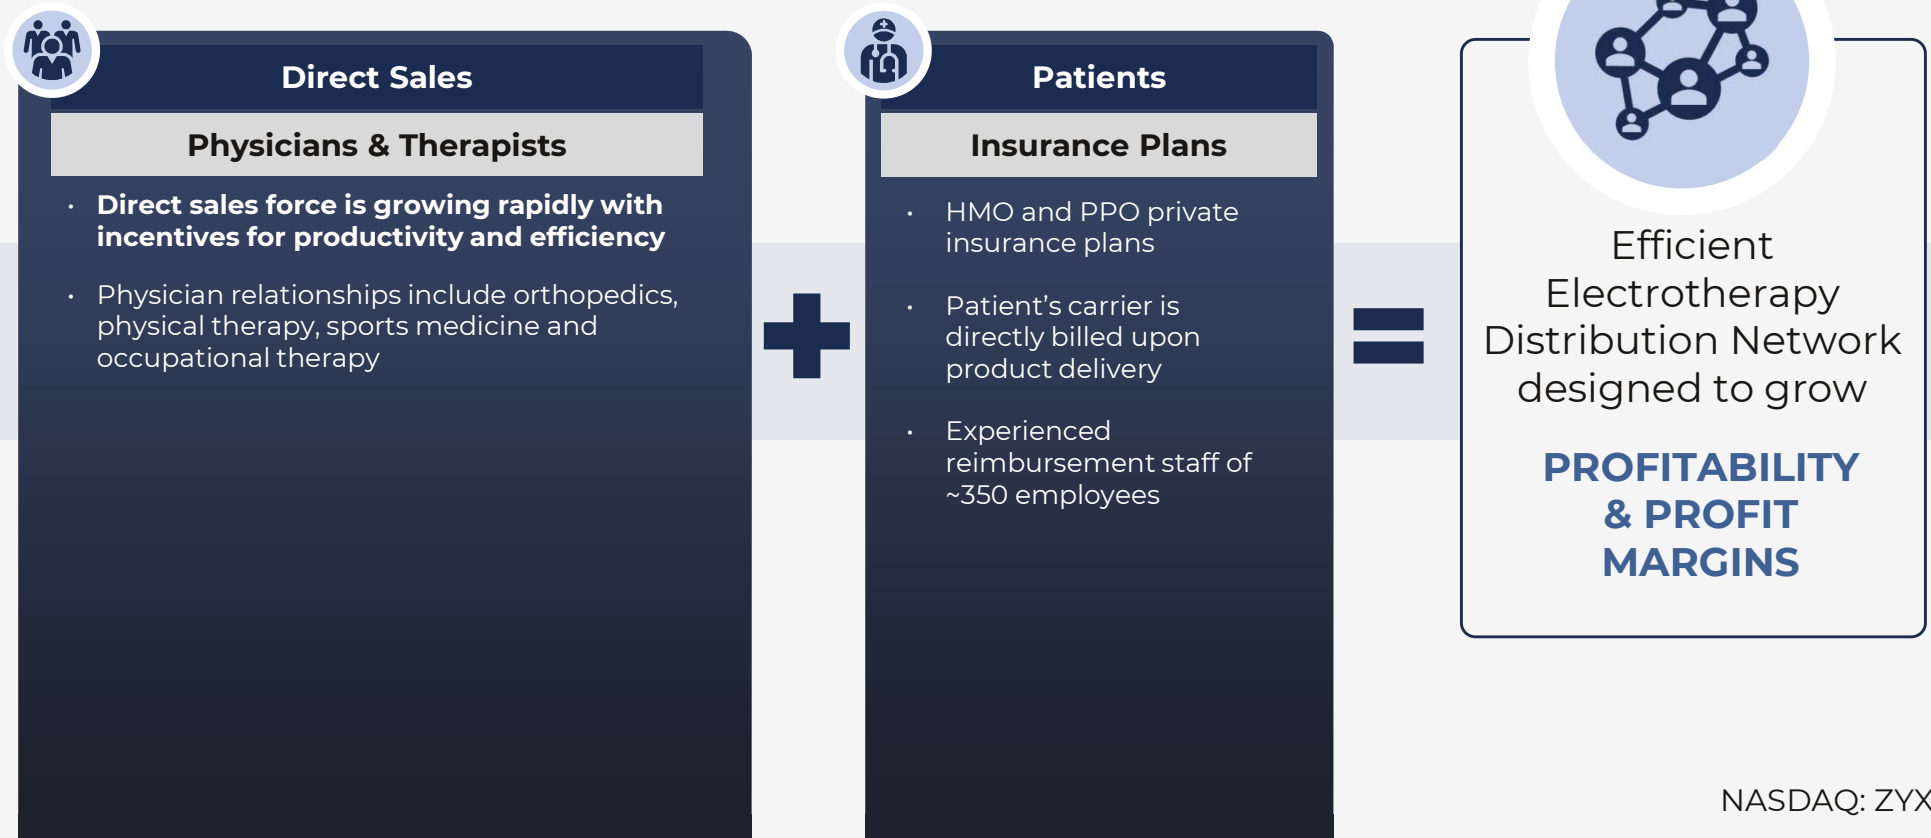 Direct Sales
Physicians & Therapists
• Direct sales force is growing rapidly with
incentives for productivity and efficiency
• Physician relationships include orthopedics,
physical therapy, sports medicine and
occupational therapy
Patients
Insurance Plans
• HMO and PPO private
insurance plans
• Patient’s carrier is
directly billed upon
product delivery
• Experienced
reimbursement staff of
~350 employees
Efficient
Electrotherapy
Distribution Network
designed to grow
PROFITABILITY
& PROFIT
MARGINS
NASDAQ: ZYX